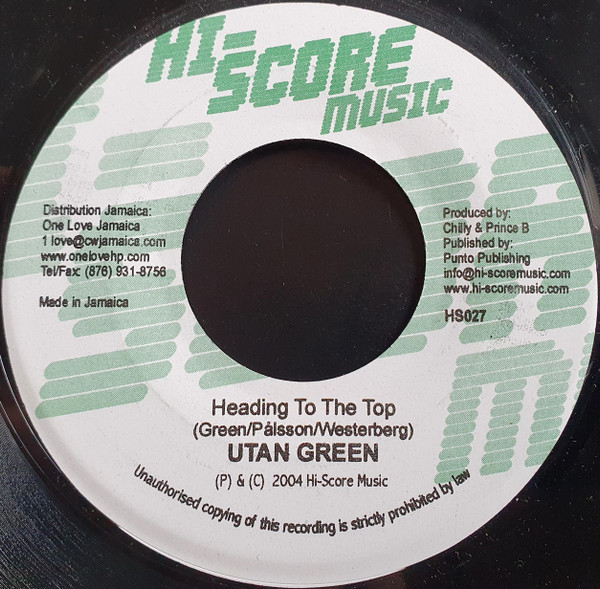 HI-
SCORE
MUSIC
Distribution Jamaica:
One Love Jamaica
1 love@cwjamaica.com
www.onelovehp.com
Tel/Fax: (876) 931-8756
Made in Jamaica
Produced by:
Chilly & Prince B
Published by:
Punto Publishing
info@hi-scoremusic.com
www.hi-scoremusic.com
HS027
Heading To The Top
(Green/Pålsson/Westerberg)
UTAN GREEN
(P) & (C) 2004 Hi-Score Music
Unauthorised copying of this recording is strictly prohibited by law